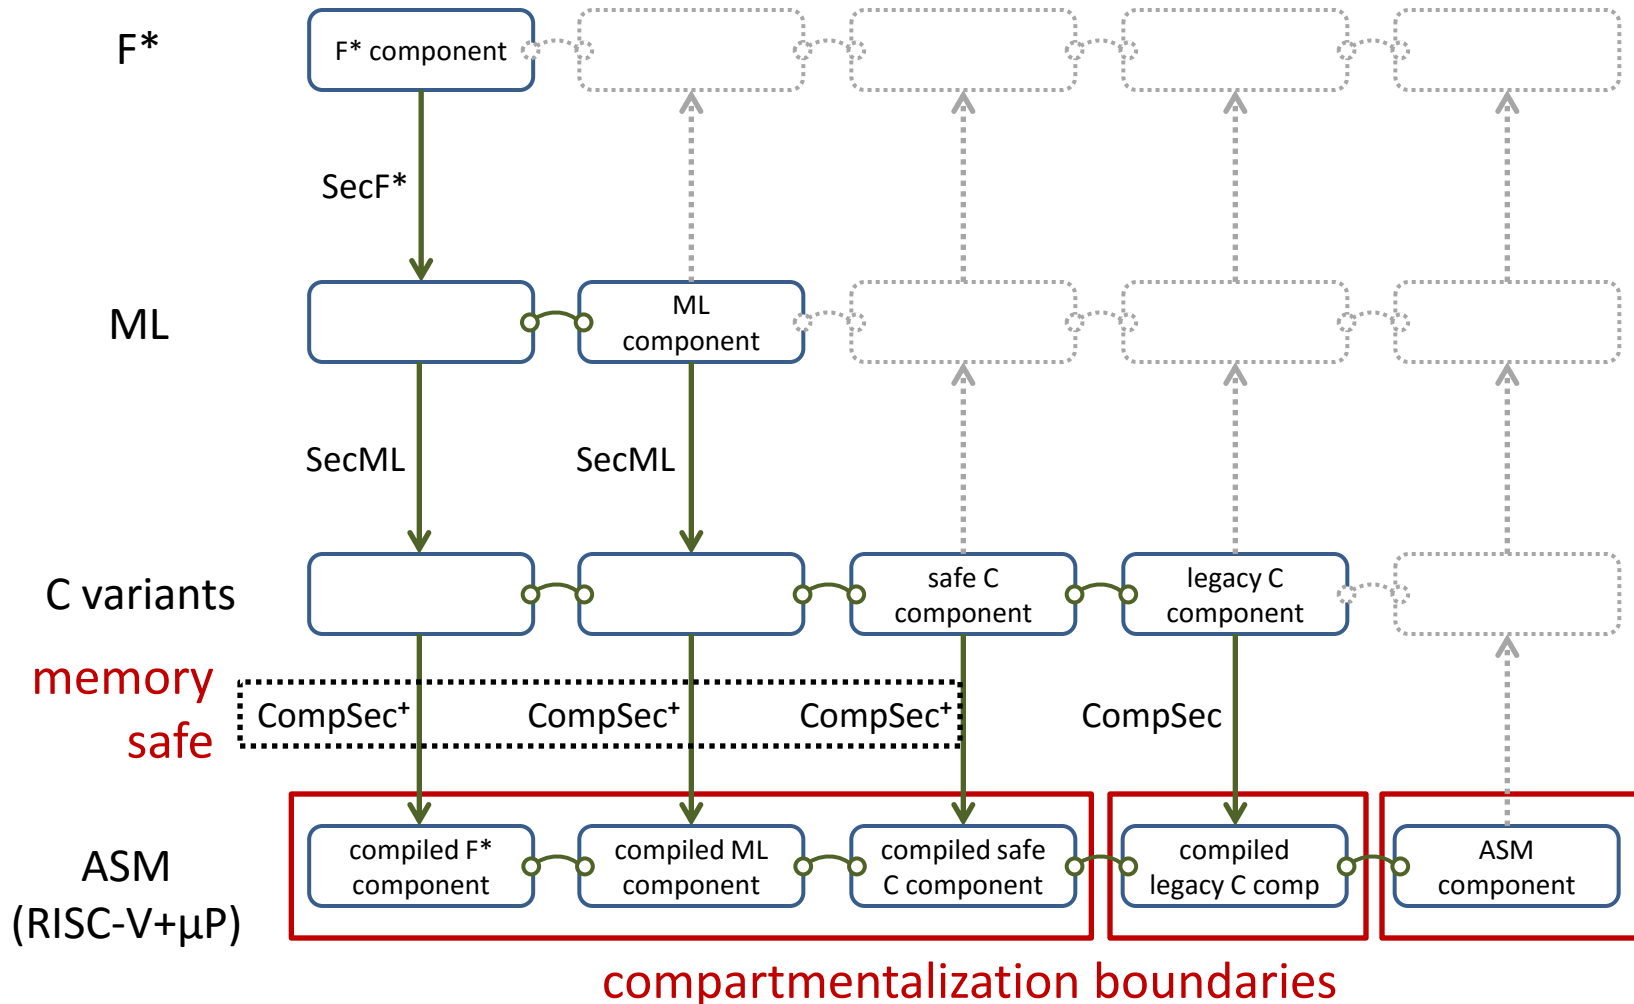 F*
F* component
SecF*
ML
ML
component
SecML
SecML
C variants
safe C
component
legacy C
component
memory
safe
CompSec⁺
CompSec⁺
CompSec⁺
CompSec
ASM
(RISC-V+μP)
compiled F*
component
compiled ML
component
compiled safe
C component
compiled
legacy C comp
ASM
component
compartmentalization boundaries